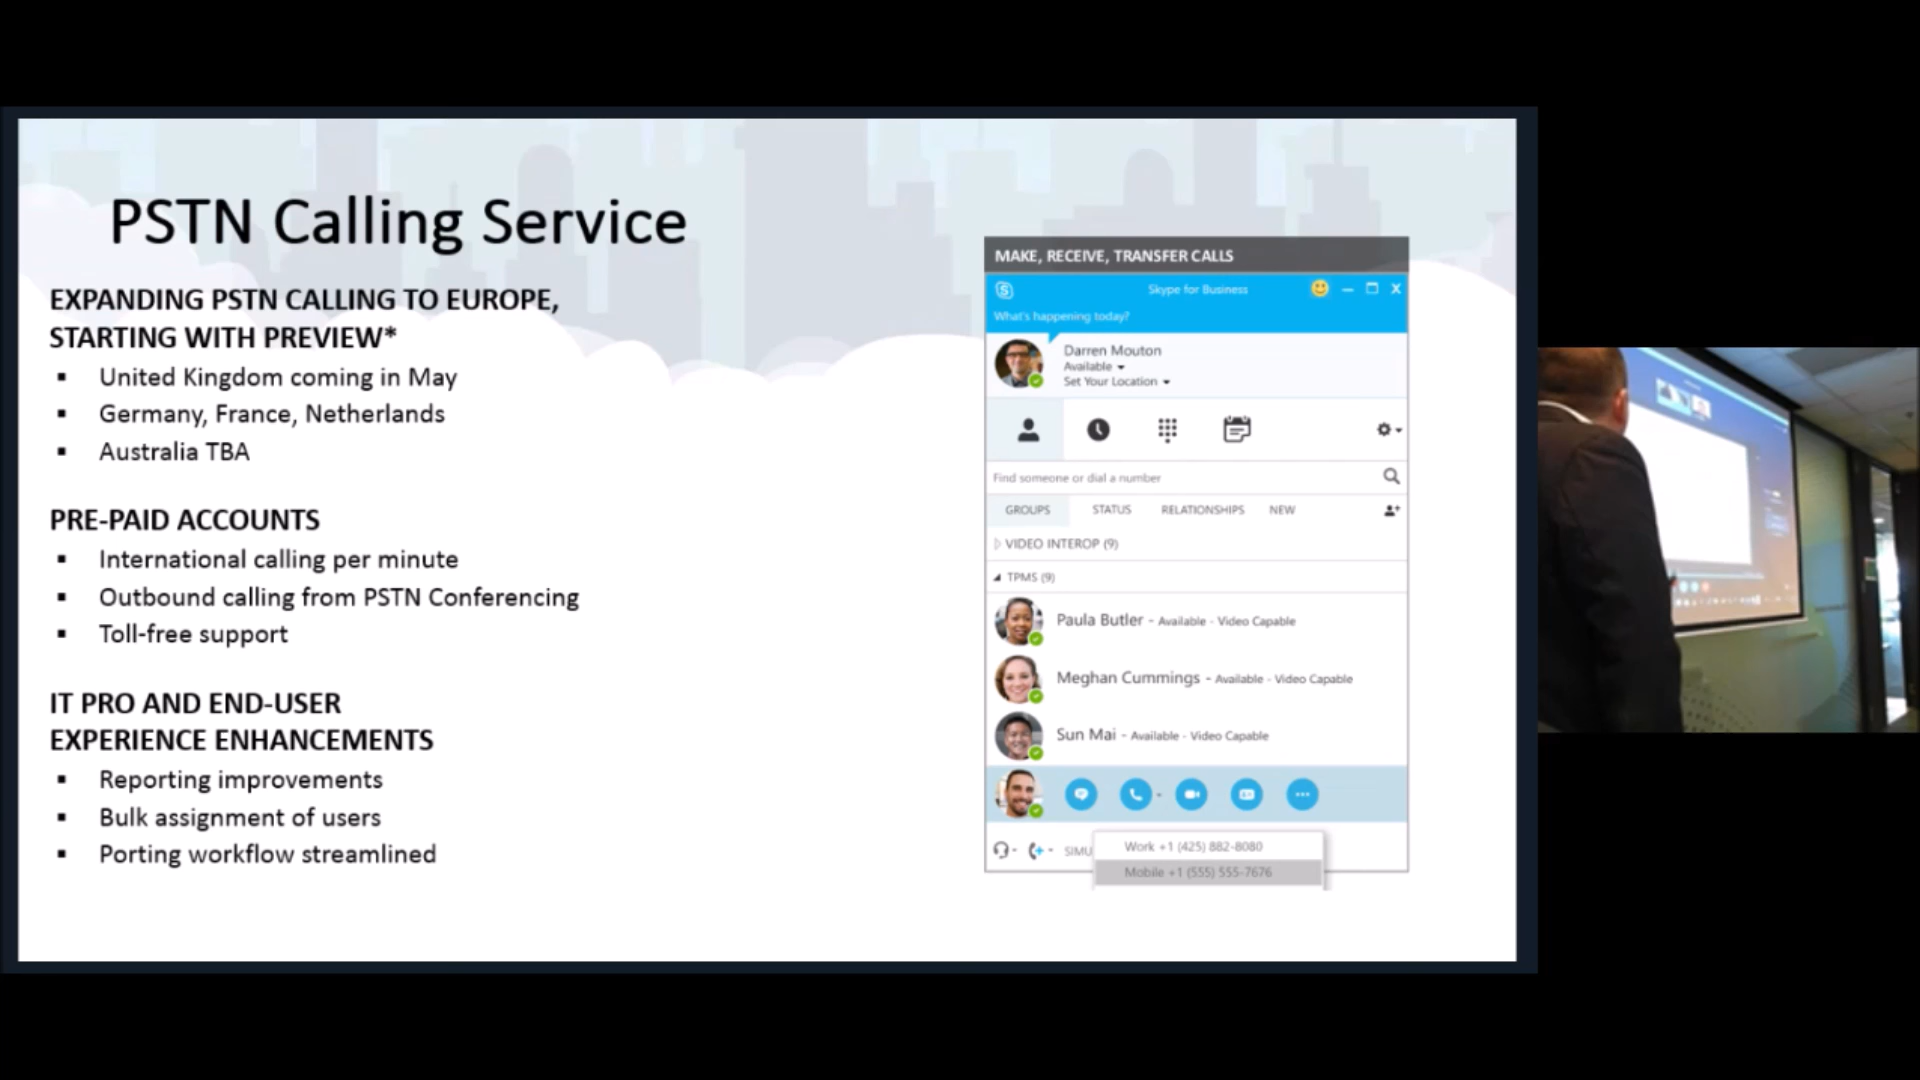 PSTN Calling Service
EXPANDING PSTN CALLING TO EUROPE,
STARTING WITH PREVIEW*
▪ United Kingdom coming in May
▪ Germany, France, Netherlands
▪ Australia TBA
PRE-PAID ACCOUNTS
▪ International calling per minute
▪ Outbound calling from PSTN Conferencing
▪ Toll-free support
IT PRO AND END-USER
EXPERIENCE ENHANCEMENTS
▪ Reporting improvements
▪ Bulk assignment of users
▪ Porting workflow streamlined
MAKE, RECEIVE, TRANSFER CALLS
Skype for Business
What's happening today?
Darren Mouton
Available
Set Your Location
Find someone or dial a number
GROUPS STATUS RELATIONSHIPS NEW
VIDEO INTEROP (9)
TPMS (9)
Paula Butler - Available - Video Capable
Meghan Cummings - Available - Video Capable
Sun Mai - Available - Video Capable
SIMU
Work +1 (425) 882-8080
Mobile +1 (555) 555-7676